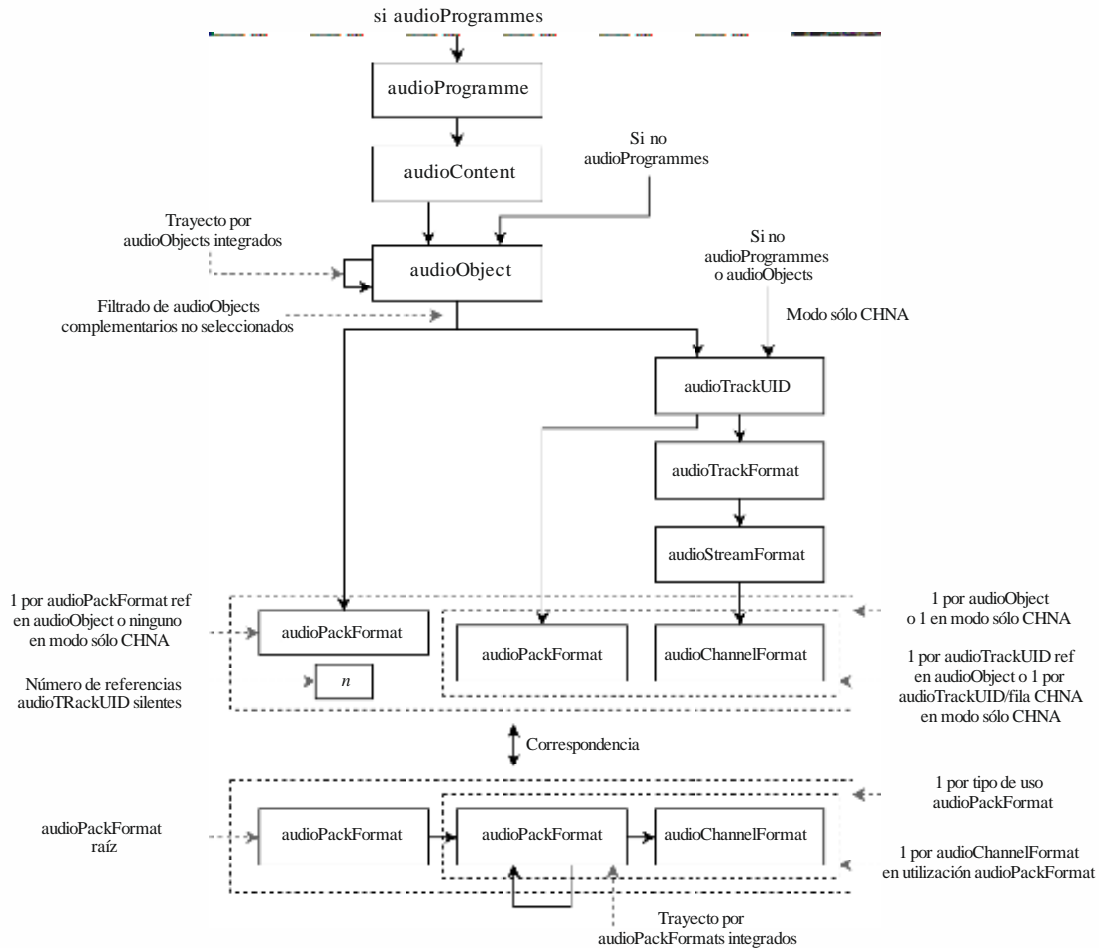 si audioProgrammes
audioProgramme
Si no
audioProgrammes
audioContent
Trayecto por
audioObjects integrados
Si no
audioProgrammes
o audioObjects
audioObject
Filtrado de audioObjects
complementarios no seleccionados
Modo sólo CHNA
audioTrackUID
audioTrackFormat
audioStreamFormat
1 por audioPackFormat ref
en audioObject o ninguno
en modo sólo CHNA
audioPackFormat
1 por audioObject
o 1 en modo sólo CHNA
audioPackFormat
audioChannelFormat
Número de referencias
audioTRackUID silentes
n
1 por audioTrackUID ref
en audioObject o 1 por
audioTrackUID/fila CHNA
en modo sólo CHNA
Correspondencia
1 por tipo de uso
audioPackFormat
audioPackFormat
raíz
audioPackFormat
audioPackFormat
audioChannelFormat
1 por audioChannelFormat
en utilización audioPackFormat
Trayecto por
audioPackFormats integrados